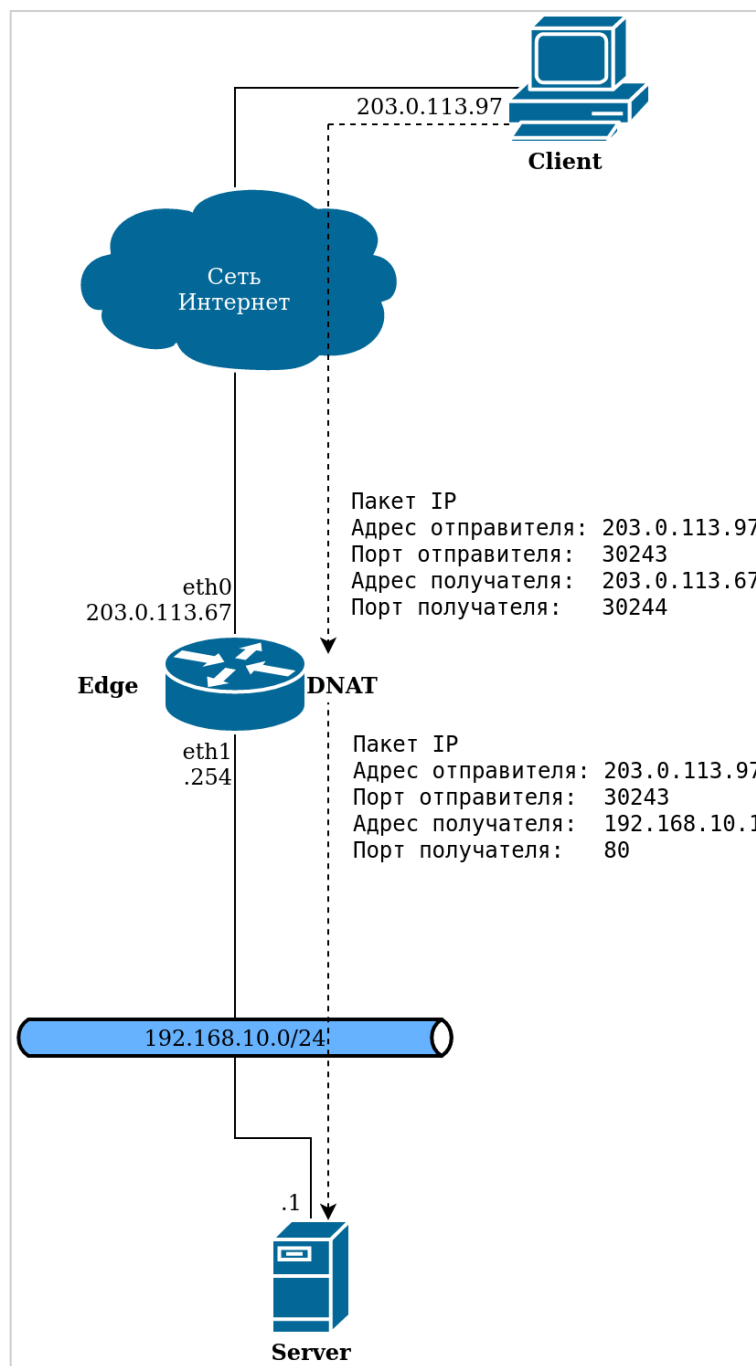 203.0.113.97
Client
Сеть
Интернет
Пакет IP
Адрес отправителя: 203.0.113.97
Порт отправителя: 30243
Адрес получателя: 203.0.113.67
Порт получателя: 30244
eth0
203.0.113.67
Edge
DNAT
eth1
.254
Пакет IP
Адрес отправителя: 203.0.113.97
Порт отправителя: 30243
Адрес получателя: 192.168.10.1
Порт получателя: 80
192.168.10.0/24
.1
Server